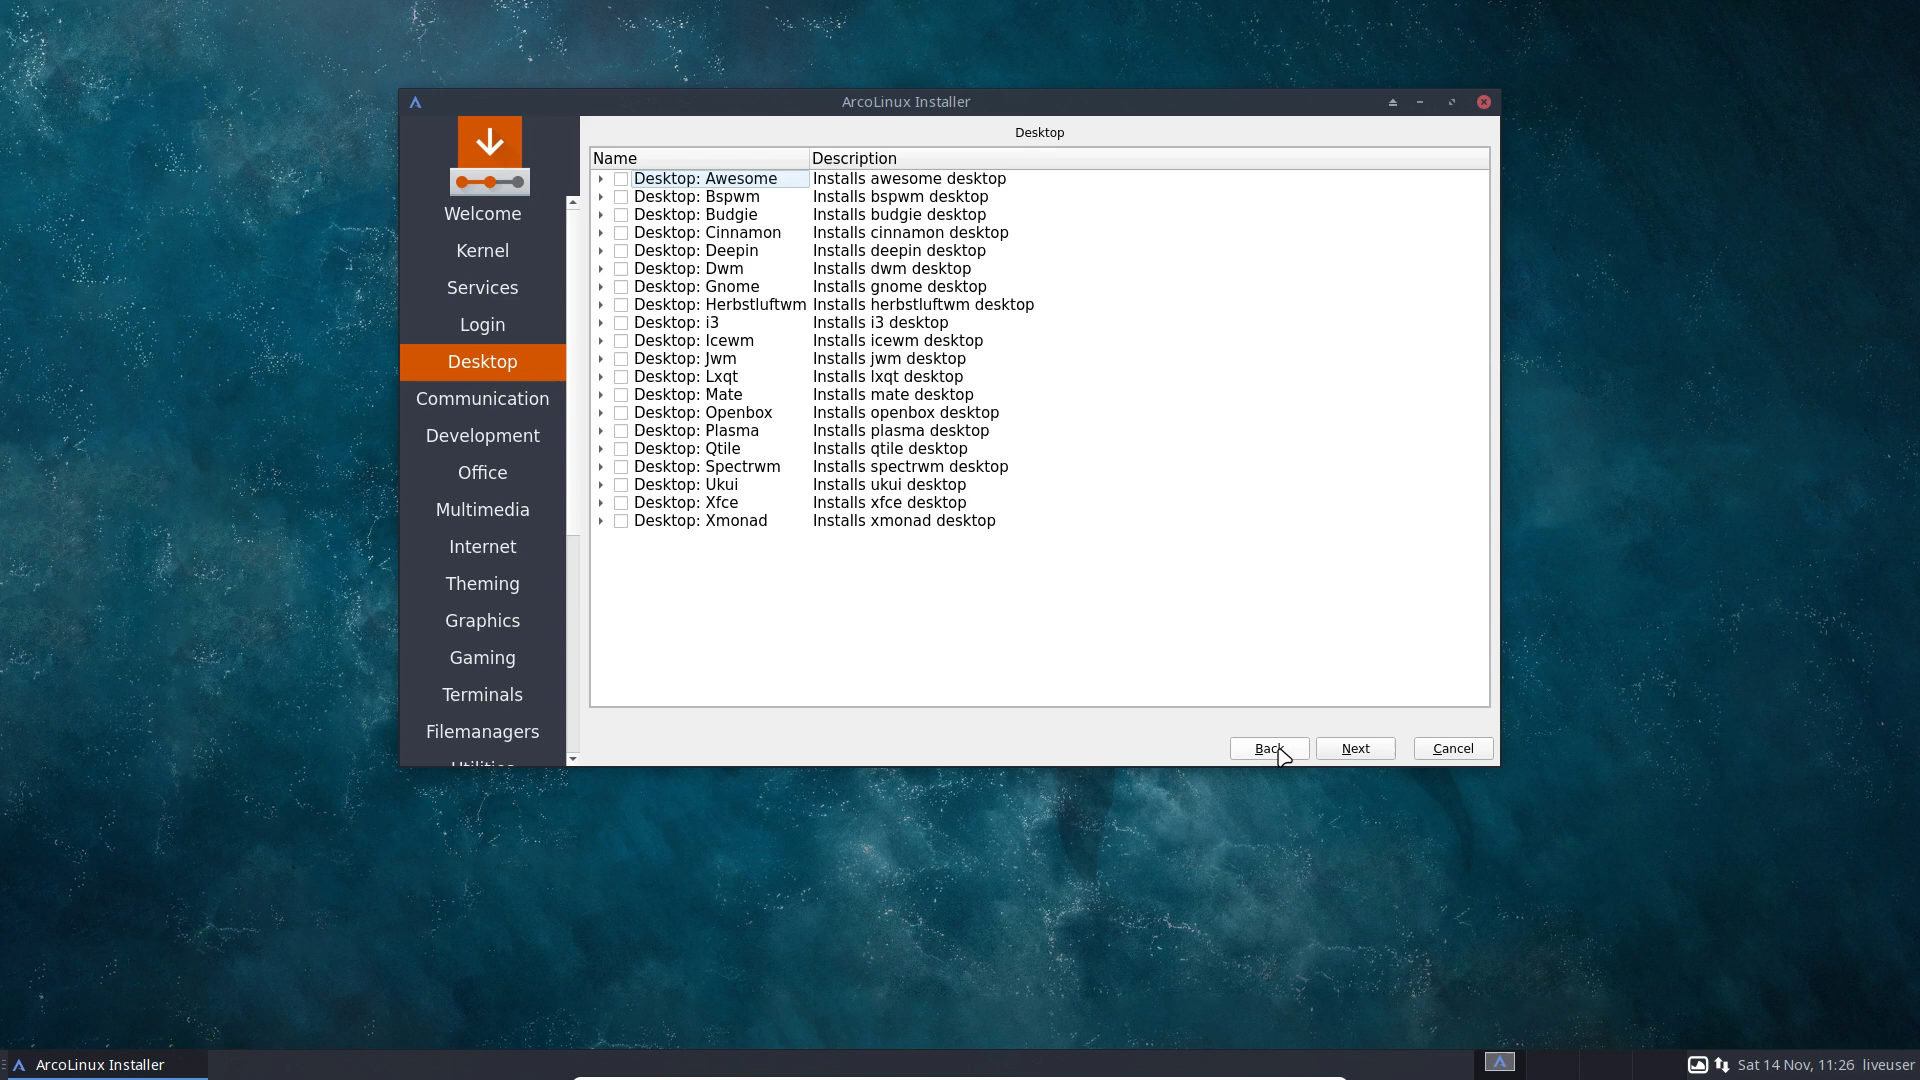 ArcoLinux Installer
Welcome
Kernel
Services
Login
Desktop
Communication
Development
Office
Multimedia
Internet
Theming
Graphics
Gaming
Terminals
Filemanagers
Utilities
Desktop
Name Description
Desktop: Awesome Installs awesome desktop
Desktop: Bspwm Installs bspwm desktop
Desktop: Budgie Installs budgie desktop
Desktop: Cinnamon Installs cinnamon desktop
Desktop: Deepin Installs deepin desktop
Desktop: Dwm Installs dwm desktop
Desktop: Gnome Installs gnome desktop
Desktop: Herbstluftwm Installs herbstluftwm desktop
Desktop: i3 Installs i3 desktop
Desktop: Icewm Installs icewm desktop
Desktop: Jwm Installs jwm desktop
Desktop: Lxqt Installs lxqt desktop
Desktop: Mate Installs mate desktop
Desktop: Openbox Installs openbox desktop
Desktop: Plasma Installs plasma desktop
Desktop: Qtile Installs qtile desktop
Desktop: Spectrwm Installs spectrwm desktop
Desktop: Ukui Installs ukui desktop
Desktop: Xfce Installs xfce desktop
Desktop: Xmonad Installs xmonad desktop
Back Next Cancel
ArcoLinux Installer Sat 14 Nov, 11:26 liveuser